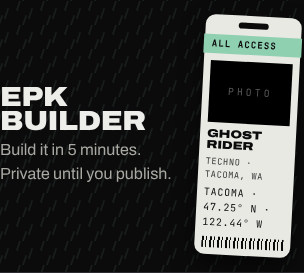 EPK
BUILDER
Build it in 5 minutes.
Private until you publish.
ALL ACCESS
PHOTO
GHOST
RIDER
TECHNO ·
TACOMA, WA
TACOMA ·
47.25° N ·
122.44° W